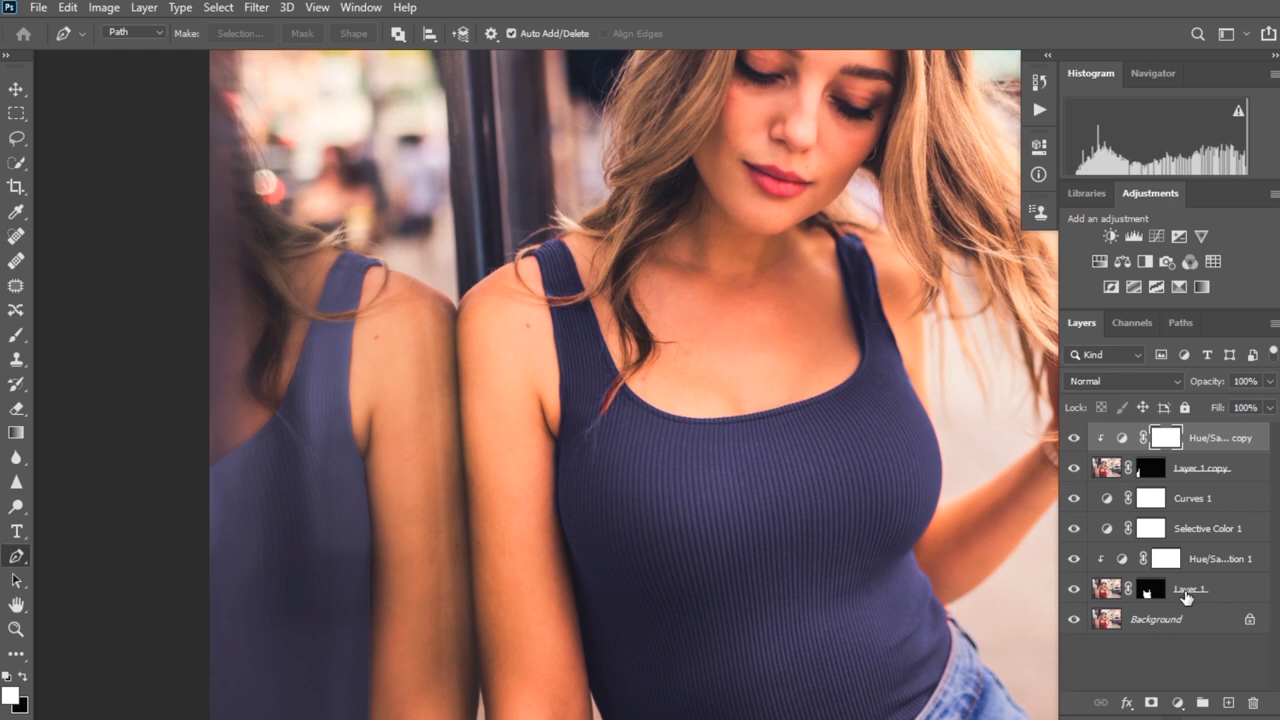 Ps File Edit Image Layer Type Select Filter 3D View Window Help
Path Make: Selection... Mask Shape Auto Add/Delete Align Edges
Histogram Navigator
Libraries Adjustments
Add an adjustment
Layers Channels Paths
Kind
Normal Opacity: 100%
Lock: Fill: 100%
Hue/Sa... copy
Layer 1 copy
Curves 1
Selective Color 1
Hue/Sa...tion 1
Layer 1
Background